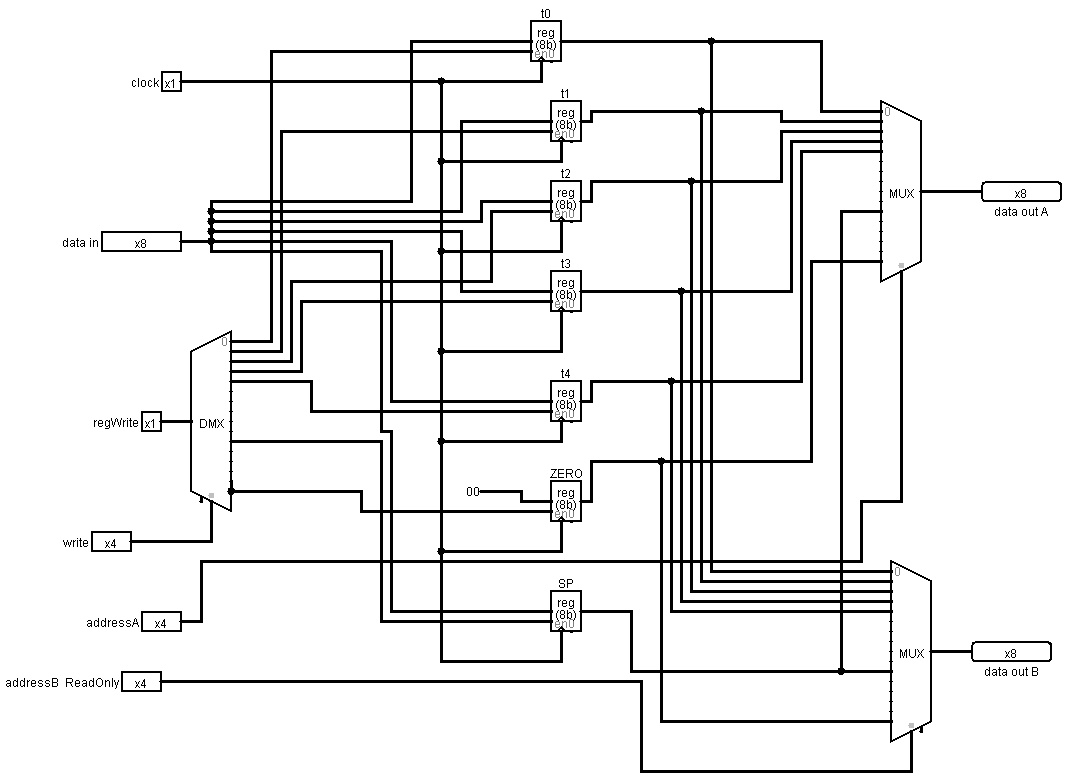 t0
reg
(8b)
en0
clock x1
t1
reg
(8b)
en0
0
MUX
x8
data out A
t2
reg
(8b)
en0
data in x8
t3
reg
(8b)
en0
0
DMX
regWrite x1
t4
reg
(8b)
en0
ZERO
00
reg
(8b)
en0
write x4
0
MUX
x8
data out B
SP
reg
(8b)
en0
addressA x4
addressB ReadOnly x4